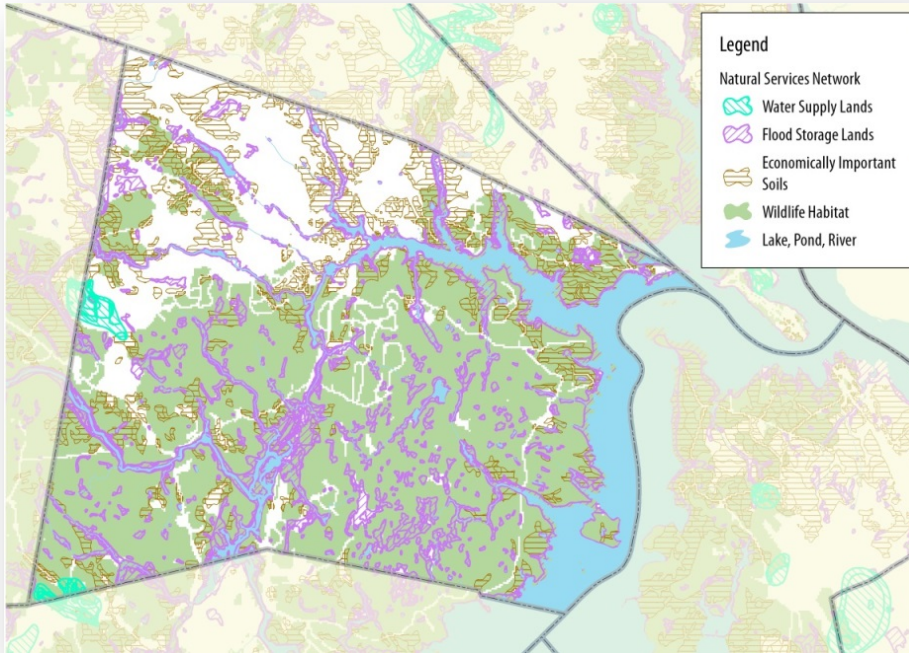 Legend
Natural Services Network
Water Supply Lands
Flood Storage Lands
Economically Important
Soils
Wildlife Habitat
Lake, Pond, River